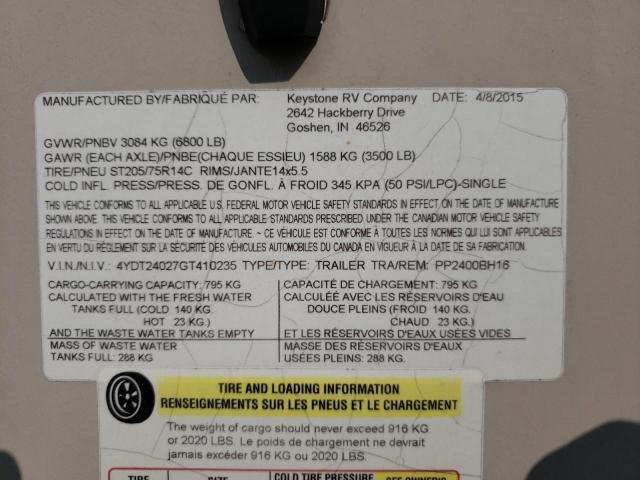 MANUFACTURED BY/FABRIQUÉ PAR: Keystone RV Company DATE: 4/8/2015
2642 Hackberry Drive
Goshen, IN 46526
GVWR/PNBV 3084 KG (6800 LB)
GAWR (EACH AXLE)/PNBE(CHAQUE ESSIEU) 1588 KG (3500 LB)
TIRE/PNEU ST205/75R14C RIMS/JANTE14x5.5
COLD INFL. PRESS/PRESS. DE GONFL. À FROID 345 KPA (50 PSI/LPC)-SINGLE
THIS VEHICLE CONFORMS TO ALL APPLICABLE U.S. FEDERAL MOTOR VEHICLE SAFETY STANDARDS IN EFFECT ON THE DATE OF MANUFACTURE
SHOWN ABOVE. THIS VEHICLE CONFORMS TO ALL APPLICABLE STANDARDS PRESCRIBED UNDER THE CANADIAN MOTOR VEHICLE SAFETY
REGULATIONS IN EFFECT ON THE DATE OF MANUFACTURE ~ CE VÉHICULE EST CONFORME À TOUTES LES NORMES QUI LUI SONT APPLICABLES
EN VERTU DU RÈGLEMENT SUR LA SÉCURITÉ DES VÉHICULES AUTOMOBILES DU CANADA EN VIGUEUR À LA DATE DE SA FABRICATION.
V.I.N./N.I.V.: 4YDT24027GT410235 TYPE/TYPE: TRAILER TRA/REM: PP2400BH16
CARGO-CARRYING CAPACITY: 795 KG
CALCULATED WITH THE FRESH WATER
TANKS FULL: (COLD 140 KG.
HOT 23 KG.)
AND THE WASTE WATER TANKS EMPTY
MASS OF WASTE WATER
TANKS FULL: 288 KG
CAPACITÉ DE CHARGEMENT: 795 KG
CALCULÉE AVEC LES RÉSERVOIRS D'EAU
DOUCE PLEINS (FROID 140 KG.
CHAUD 23 KG.)
ET LES RÉSERVOIRS D'EAUX USÉES VIDES
MASSE DES RÉSERVOIRS D'EAUX
USÉES PLEINS: 288 KG.
TIRE AND LOADING INFORMATION
RENSEIGNEMENTS SUR LES PNEUS ET LE CHARGEMENT
The weight of cargo should never exceed 916 KG
or 2020 LBS. Le poids de chargement ne devrait
jamais excéder 916 KG ou 2020 LBS.
TIRE SIZE COLD TIRE PRESSURE SEE OWNER'S